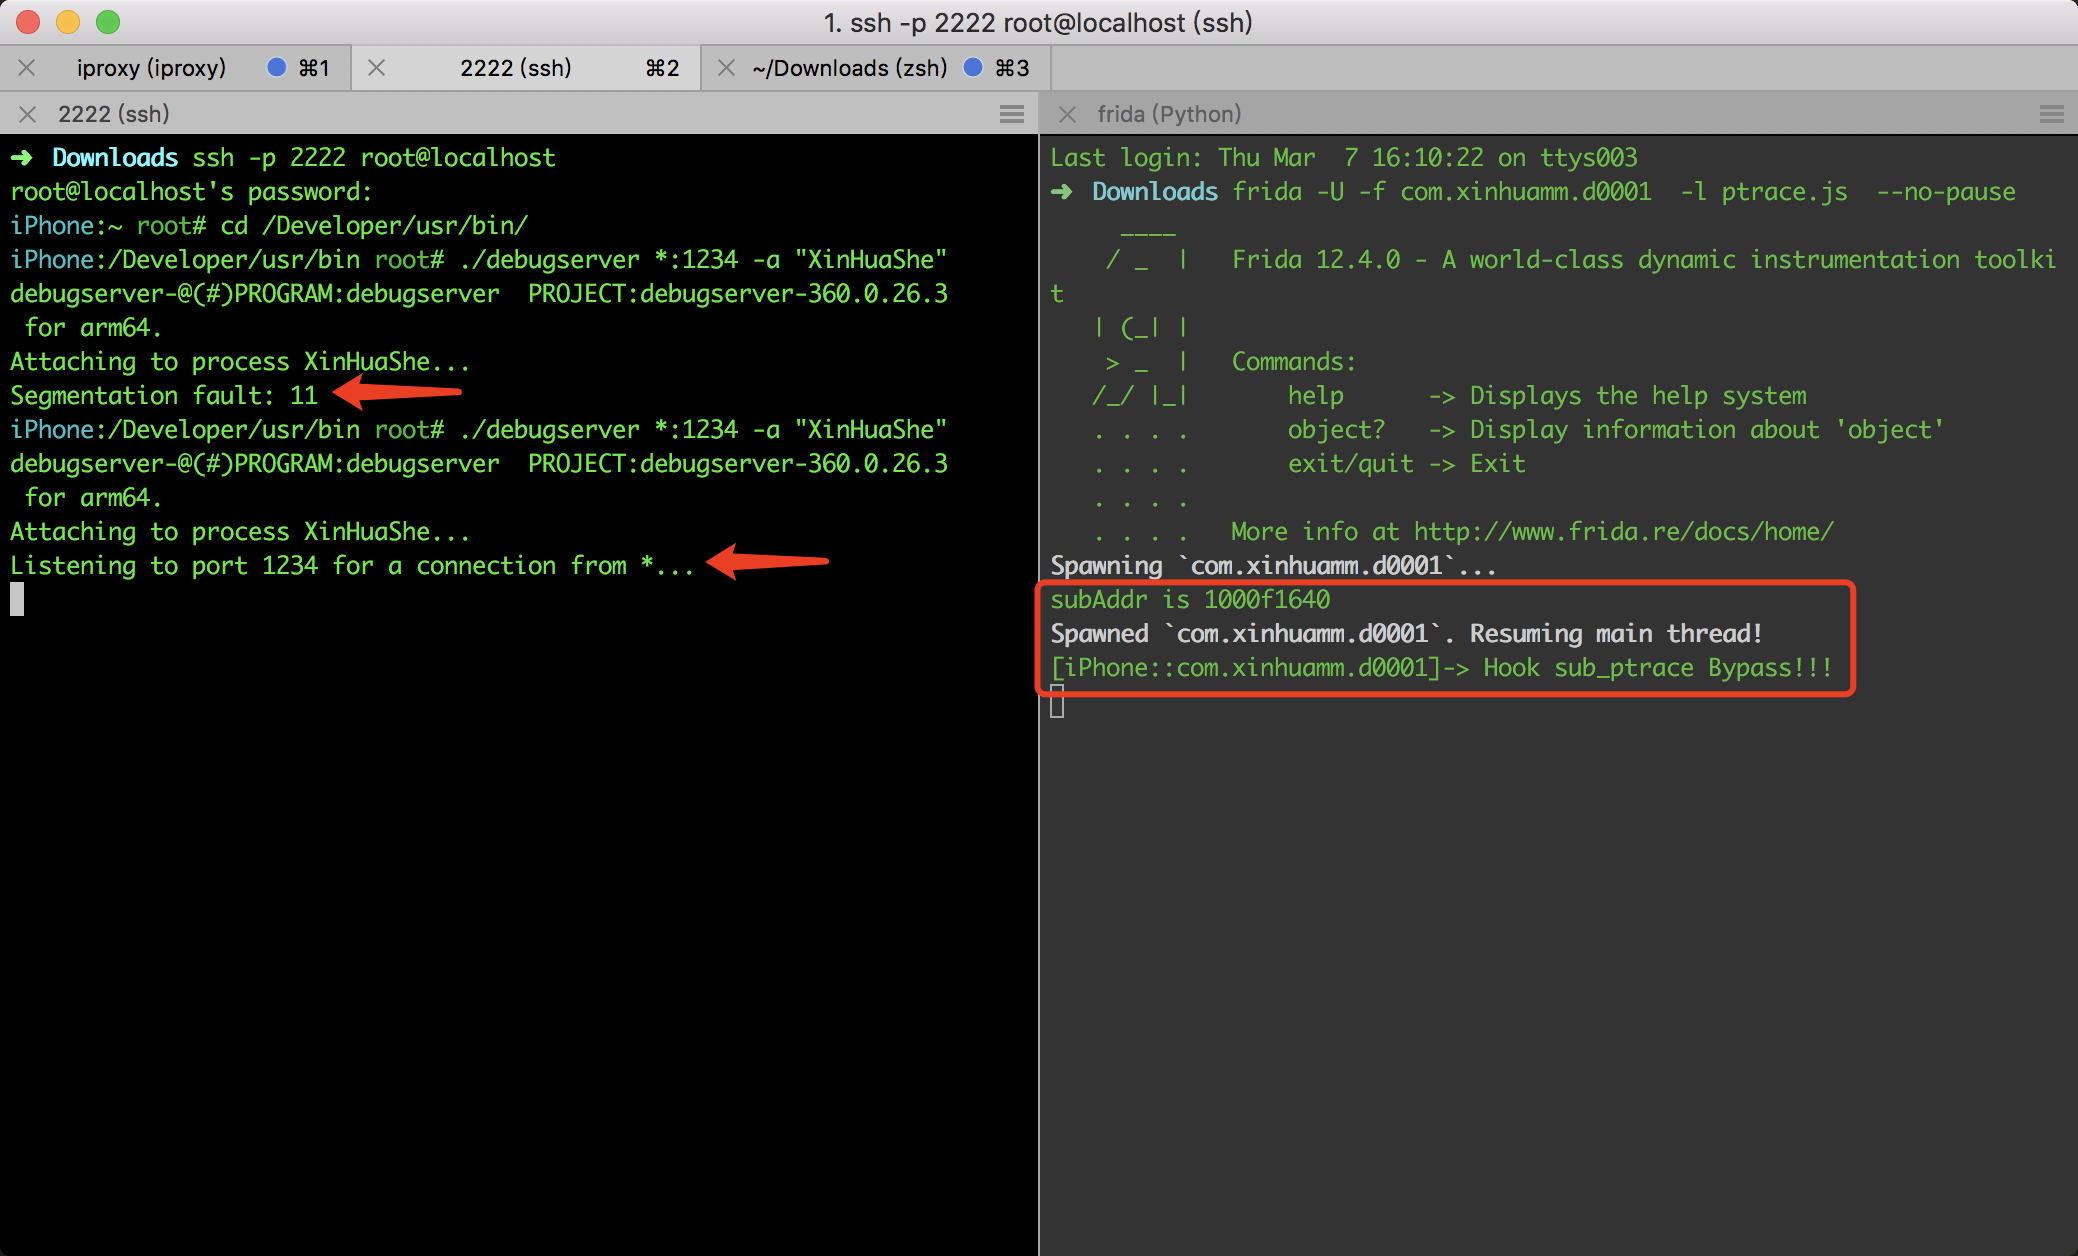 1. ssh -p 2222 root@localhost (ssh)
iproxy (iproxy) ⌘1
2222 (ssh) ⌘2
~/Downloads (zsh) ⌘3
2222 (ssh)
➜  Downloads ssh -p 2222 root@localhost
root@localhost's password:
iPhone:~ root# cd /Developer/usr/bin/
iPhone:/Developer/usr/bin root# ./debugserver *:1234 -a "XinHuaShe"
debugserver-@(#)PROGRAM:debugserver  PROJECT:debugserver-360.0.26.3
 for arm64.
Attaching to process XinHuaShe...
Segmentation fault: 11
iPhone:/Developer/usr/bin root# ./debugserver *:1234 -a "XinHuaShe"
debugserver-@(#)PROGRAM:debugserver  PROJECT:debugserver-360.0.26.3
 for arm64.
Attaching to process XinHuaShe...
Listening to port 1234 for a connection from *...
frida (Python)
Last login: Thu Mar  7 16:10:22 on ttys003
➜  Downloads frida -U -f com.xinhuamm.d0001  -l ptrace.js  --no-pause
     ____
    / _  |   Frida 12.4.0 - A world-class dynamic instrumentation toolki
t
   | (_| |
    > _  |   Commands:
   /_/ |_|       help      -> Displays the help system
   . . . .       object?   -> Display information about 'object'
   . . . .       exit/quit -> Exit
   . . . .
   . . . .   More info at http://www.frida.re/docs/home/
Spawning `com.xinhuamm.d0001`...
subAddr is 1000f1640
Spawned `com.xinhuamm.d0001`. Resuming main thread!
[iPhone::com.xinhuamm.d0001]-> Hook sub_ptrace Bypass!!!